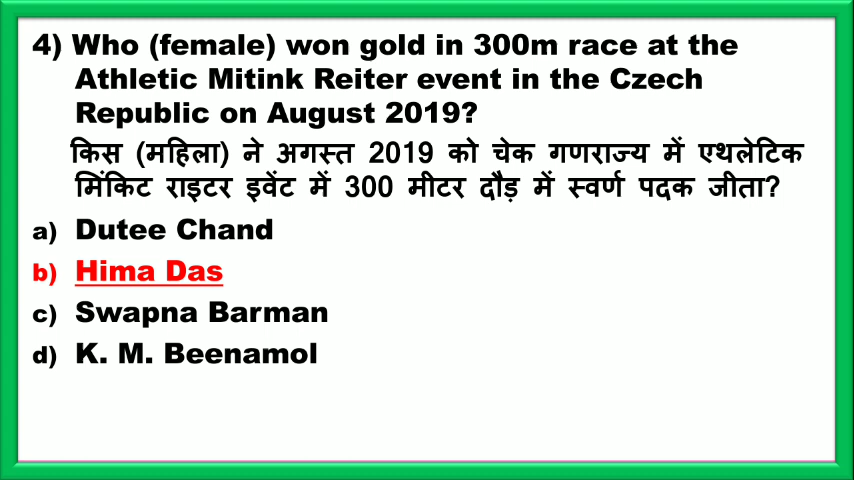 4) Who (female) won gold in 300m race at the
Athletic Mitink Reiter event in the Czech
Republic on August 2019?
किस (महिला) ने अगस्त 2019 को चेक गणराज्य में एथलेटिक
मिंकिट राइटर इवेंट में 300 मीटर दौड़ में स्वर्ण पदक जीता?
a) Dutee Chand
b) Hima Das
c) Swapna Barman
d) K. M. Beenamol